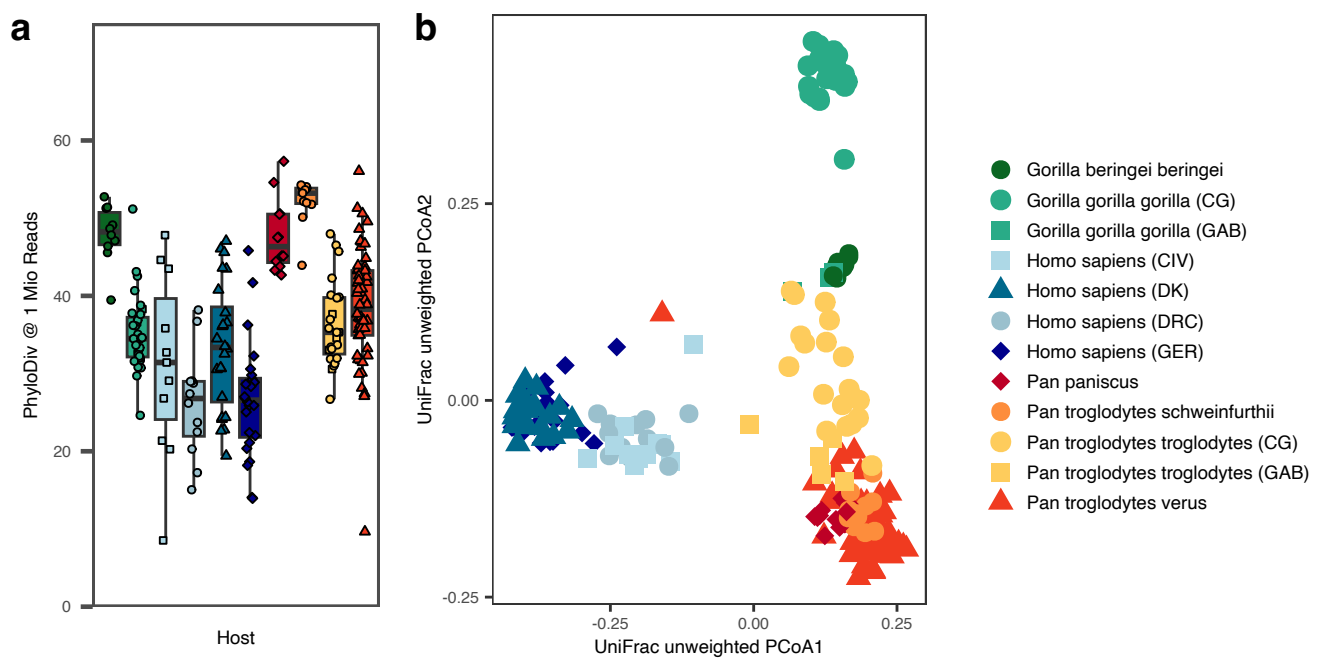 a
PhyloDiv @ 1 Mio Reads
60
40
20
0
Host
b
UniFrac unweighted PCoA2
0.25
0.00
-0.25
-0.25
0.00
0.25
UniFrac unweighted PCoA1
Gorilla beringei beringei
Gorilla gorilla gorilla (CG)
Gorilla gorilla gorilla (GAB)
Homo sapiens (CIV)
Homo sapiens (DK)
Homo sapiens (DRC)
Homo sapiens (GER)
Pan paniscus
Pan troglodytes schweinfurthii
Pan troglodytes troglodytes (CG)
Pan troglodytes troglodytes (GAB)
Pan troglodytes verus